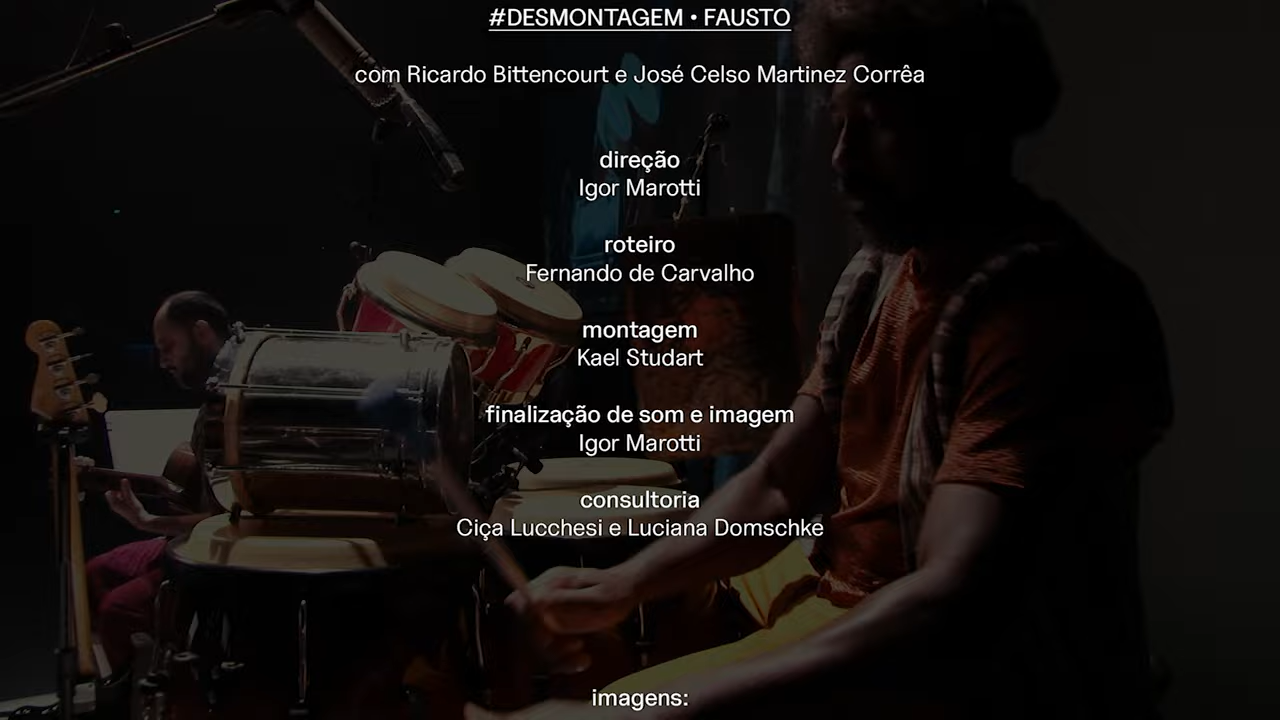 #DESMONTAGEM • FAUSTO
com Ricardo Bittencourt e José Celso Martinez Corrêa
direção
Igor Marotti
roteiro
Fernando de Carvalho
montagem
Kael Studart
finalização de som e imagem
Igor Marotti
consultoria
Ciça Lucchesi e Luciana Domschke
imagens: